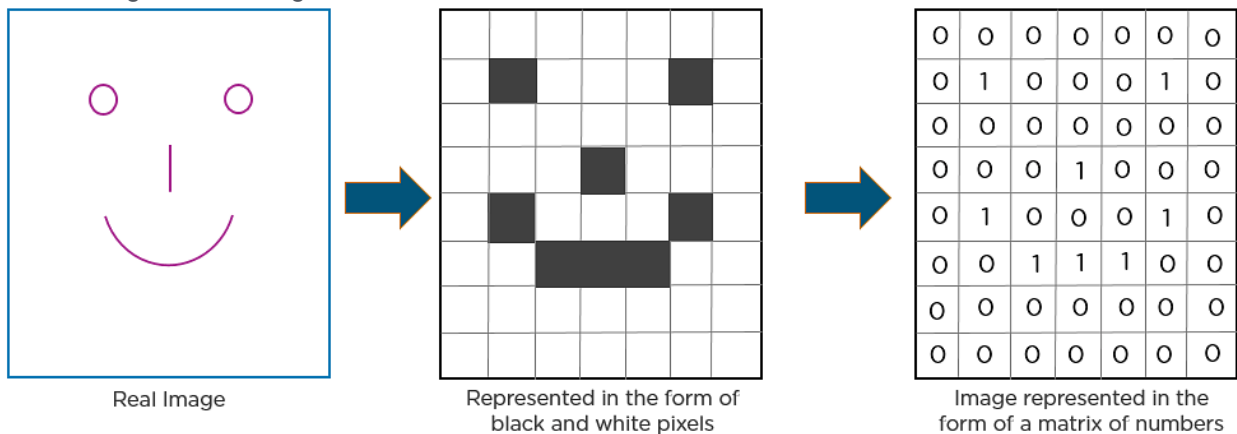 0 0 0 0 0 0 0
0 1 0 0 0 1 0
0 0 0 0 0 0 0
0 0 0 1 0 0 0
0 1 0 0 0 1 0
0 0 1 1 1 0 0
0 0 0 0 0 0 0
0 0 0 0 0 0 0
Real Image
Represented in the form of
black and white pixels
Image represented in the
form of a matrix of numbers